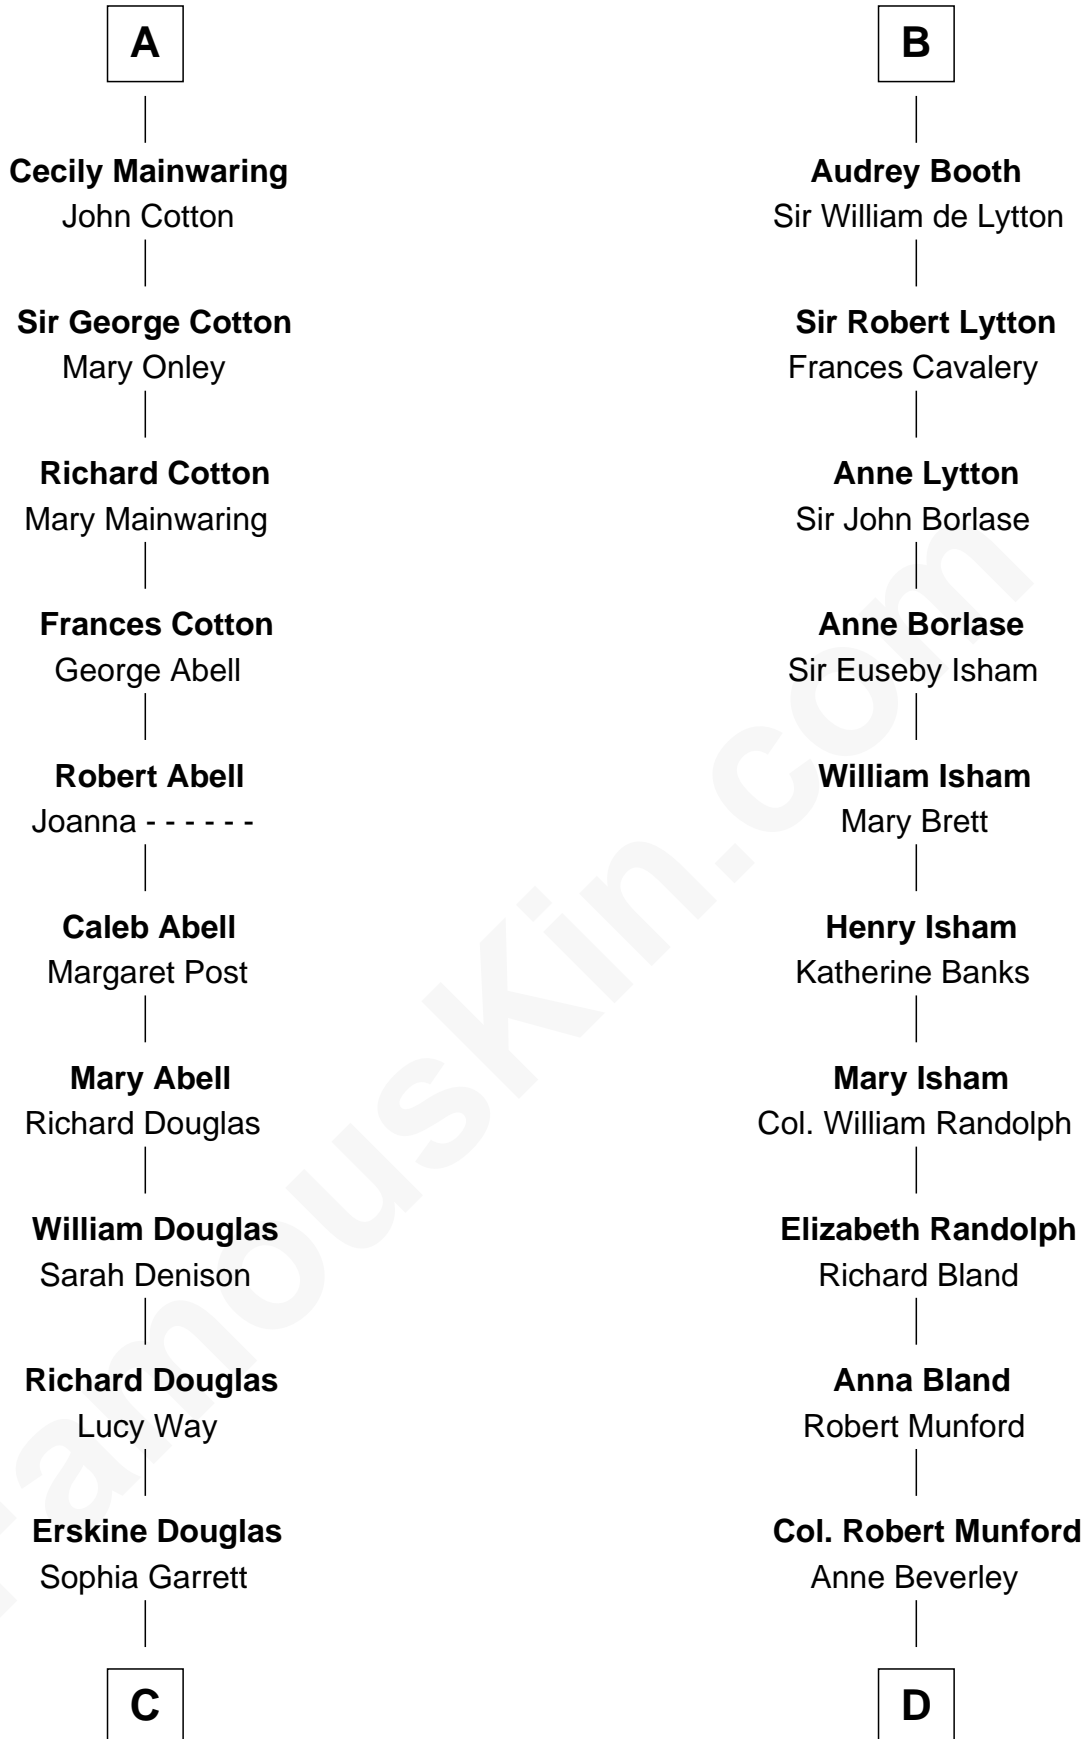 A
Cecily Mainwaring
John Cotton
Sir George Cotton
Mary Onley
Richard Cotton
Mary Mainwaring
Frances Cotton
George Abell
Robert Abell
Joanna - - - - - -
Caleb Abell
Margaret Post
Mary Abell
Richard Douglas
William Douglas
Sarah Denison
Richard Douglas
Lucy Way
Erskine Douglas
Sophia Garrett
C
B
Audrey Booth
Sir William de Lytton
Sir Robert Lytton
Frances Cavalery
Anne Lytton
Sir John Borlase
Anne Borlase
Sir Euseby Isham
William Isham
Mary Brett
Henry Isham
Katherine Banks
Mary Isham
Col. William Randolph
Elizabeth Randolph
Richard Bland
Anna Bland
Robert Munford
Col. Robert Munford
Anne Beverley
D
FamousKin.com